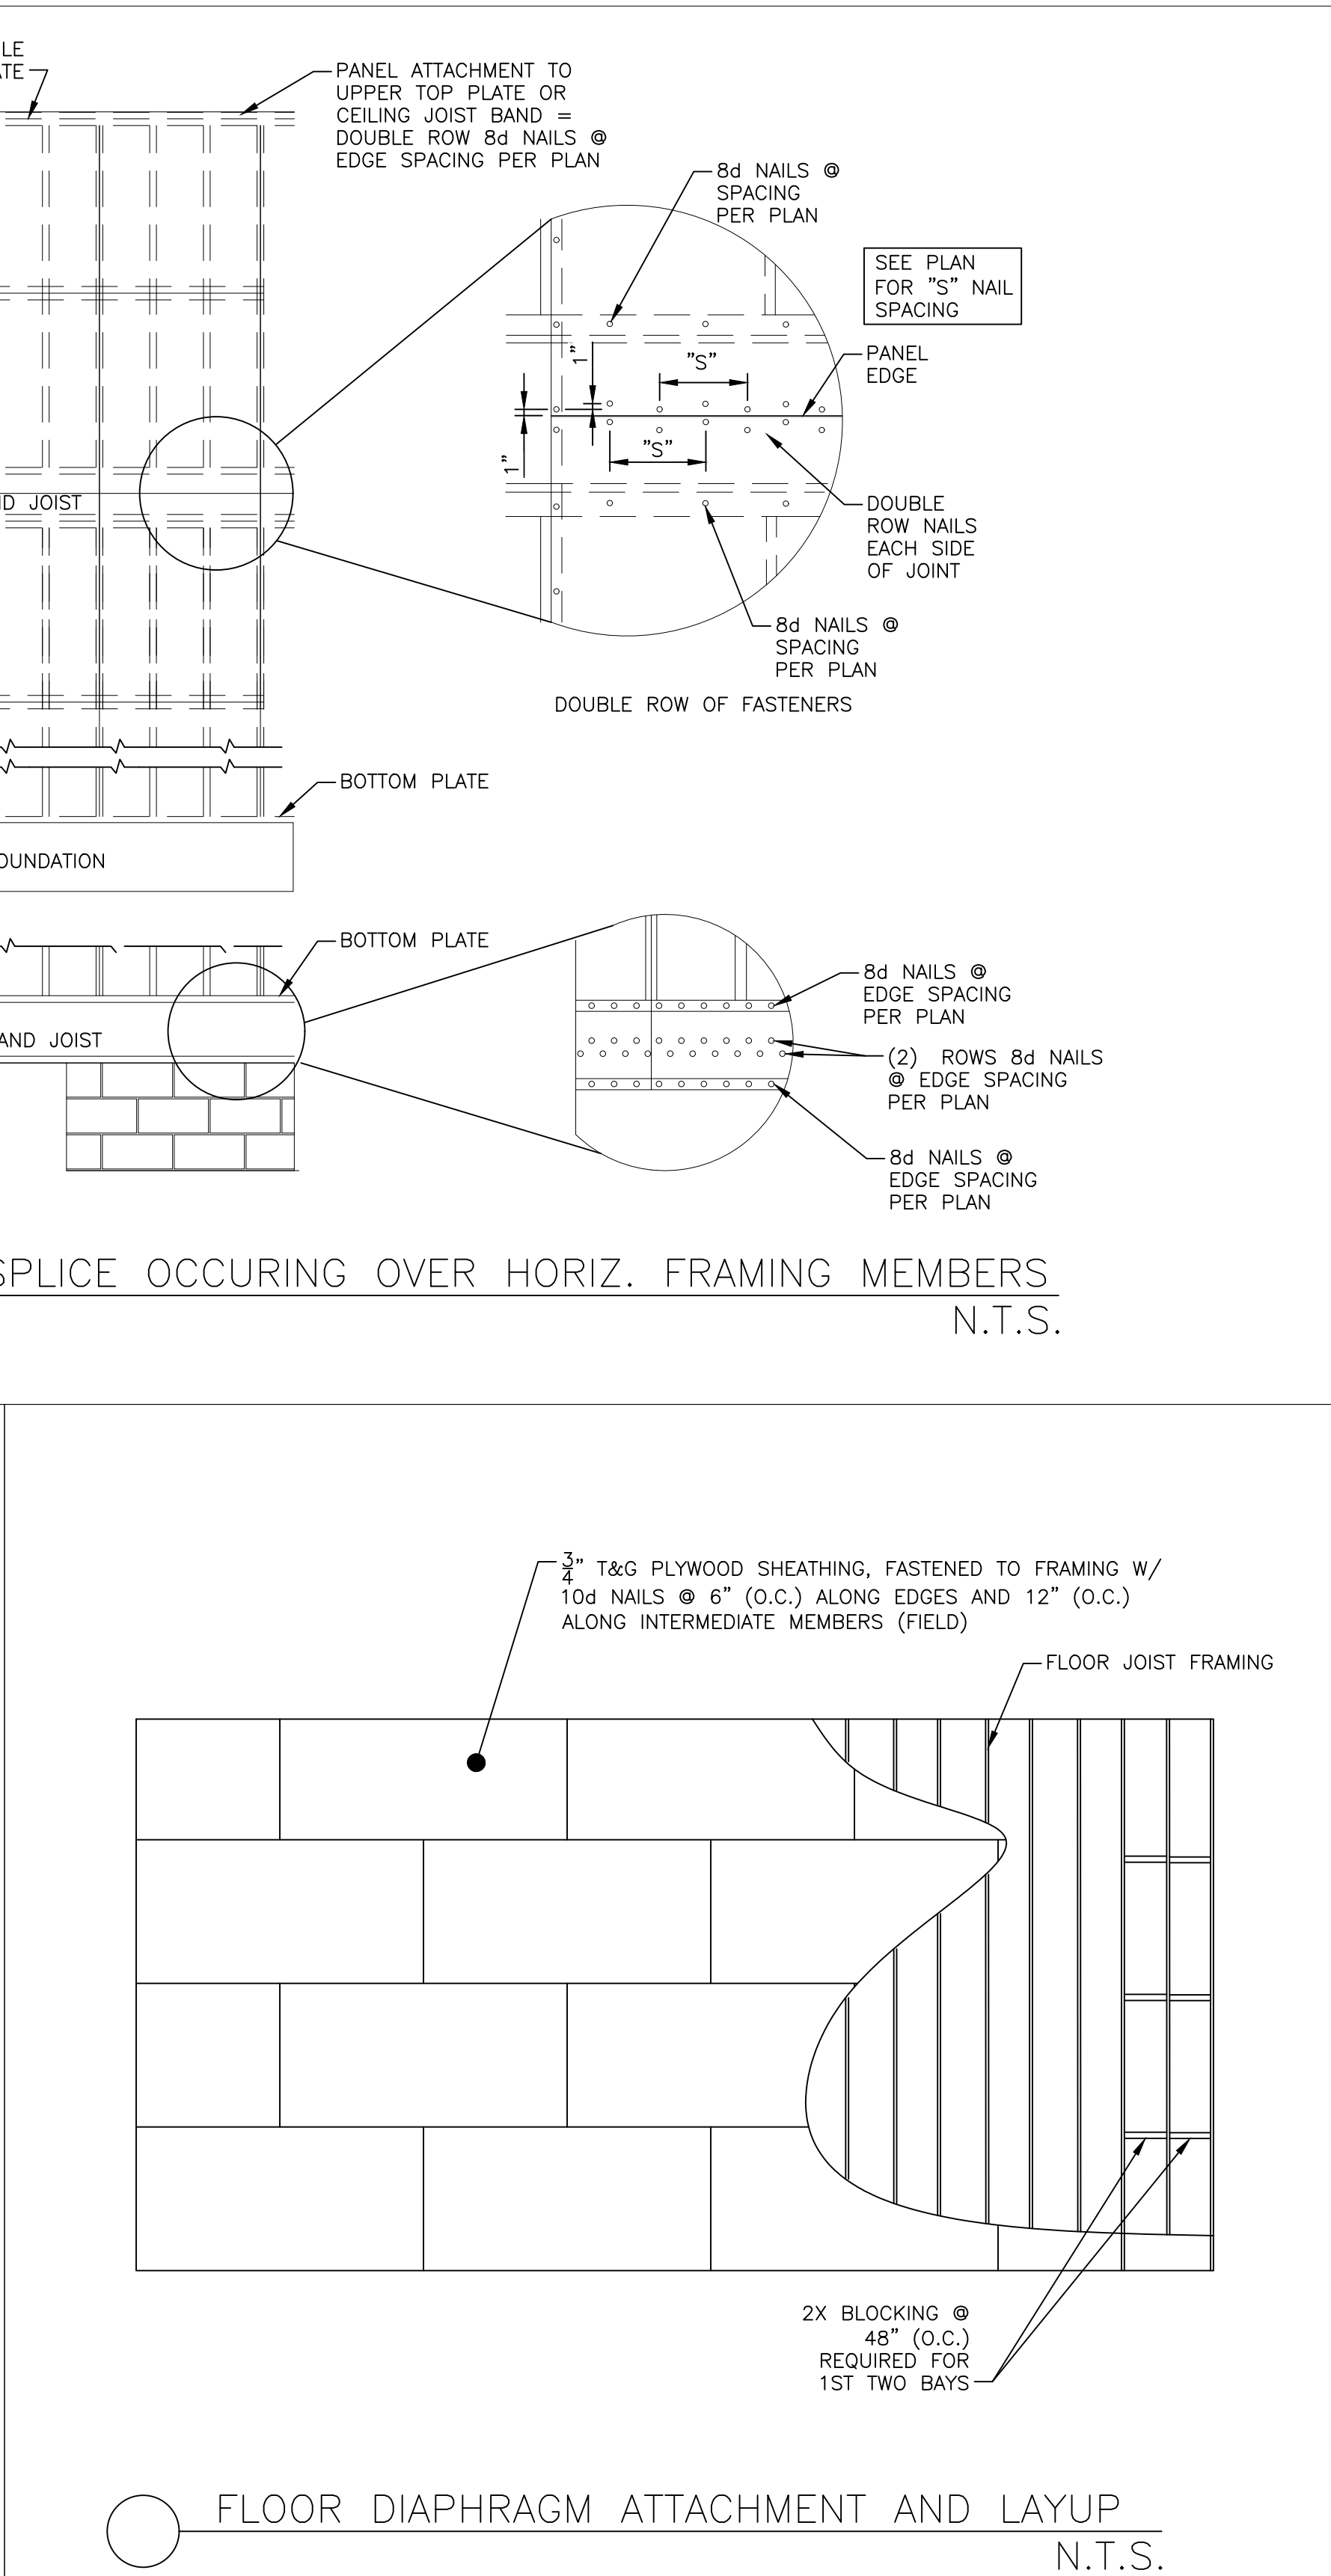 PANEL ATTACHMENT TO
UPPER TOP PLATE OR
CEILING JOIST BAND =
DOUBLE ROW 8d NAILS @
EDGE SPACING PER PLAN
8d NAILS @
SPACING
PER PLAN
SEE PLAN
FOR "S" NAIL
SPACING
PANEL
EDGE
1"
"S"
"S"
1"
JOIST
DOUBLE
ROW NAILS
EACH SIDE
OF JOINT
8d NAILS @
SPACING
PER PLAN
DOUBLE ROW OF FASTENERS
BOTTOM PLATE
OUNDATION
BOTTOM PLATE
AND JOIST
8d NAILS @
EDGE SPACING
PER PLAN
(2) ROWS 8d NAILS
@ EDGE SPACING
PER PLAN
8d NAILS @
EDGE SPACING
PER PLAN
SPLICE OCCURING OVER HORIZ. FRAMING MEMBERS
N.T.S.
3/4" T&G PLYWOOD SHEATHING, FASTENED TO FRAMING W/
10d NAILS @ 6" (O.C.) ALONG EDGES AND 12" (O.C.)
ALONG INTERMEDIATE MEMBERS (FIELD)
FLOOR JOIST FRAMING
2X BLOCKING @
48" (O.C.)
REQUIRED FOR
1ST TWO BAYS
FLOOR DIAPHRAGM ATTACHMENT AND LAYUP
N.T.S.